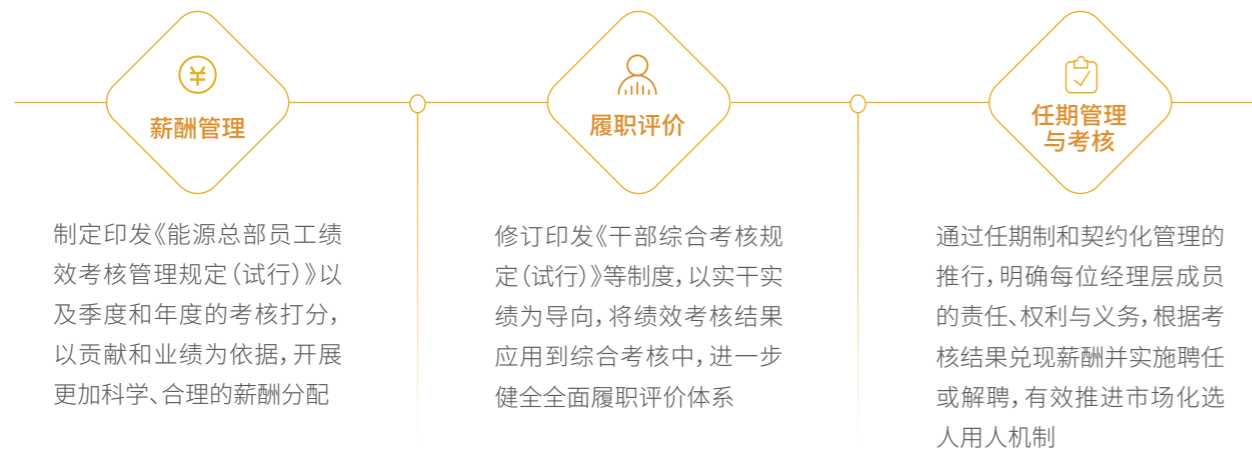 ¥
薪酬管理
制定印发《能源总部员工绩
效考核管理规定（试行）》以
及季度和年度的考核打分，
以贡献和业绩为依据，开展
更加科学、合理的薪酬分配
履职评价
修订印发《干部综合考核规
定（试行）》等制度，以实干实
绩为导向，将绩效考核结果
应用到综合考核中，进一步
健全全面履职评价体系
任期管理
与考核
通过任期制和契约化管理的
推行，明确每位经理层成员
的责任、权利与义务，根据考
核结果兑现薪酬并实施聘任
或解聘，有效推进市场化选
人用人机制